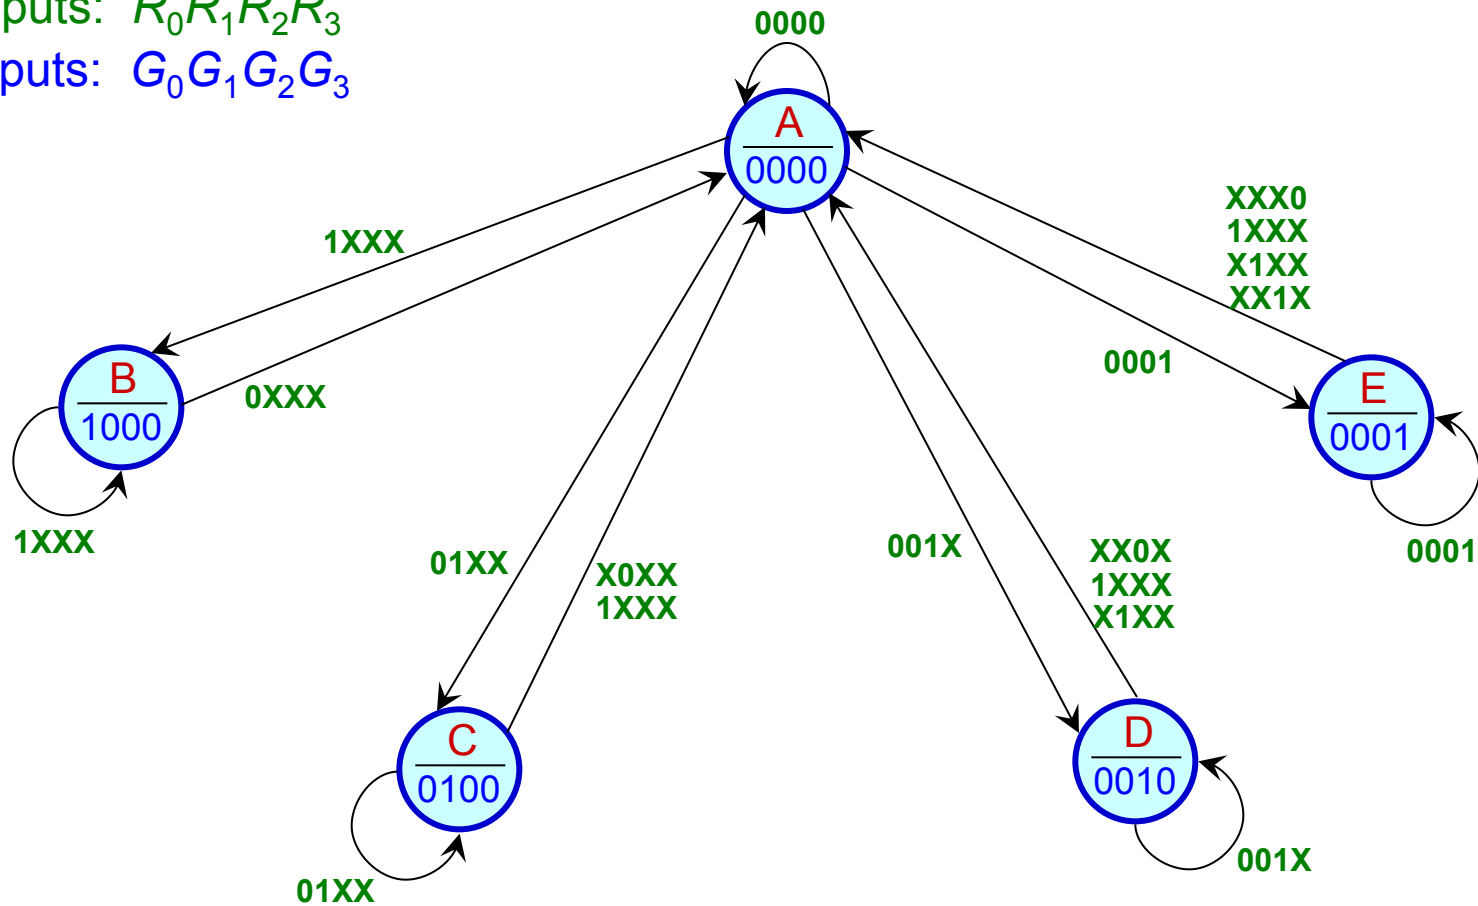 puts: R₀R₁R₂R₃
puts: G₀G₁G₂G₃
0000
A
0000
1XXX
0XXX
XXX0
1XXX
X1XX
XX1X
0001
B
1000
1XXX
E
0001
0001
01XX
X0XX
1XXX
001X
XX0X
1XXX
X1XX
C
0100
01XX
D
0010
001X